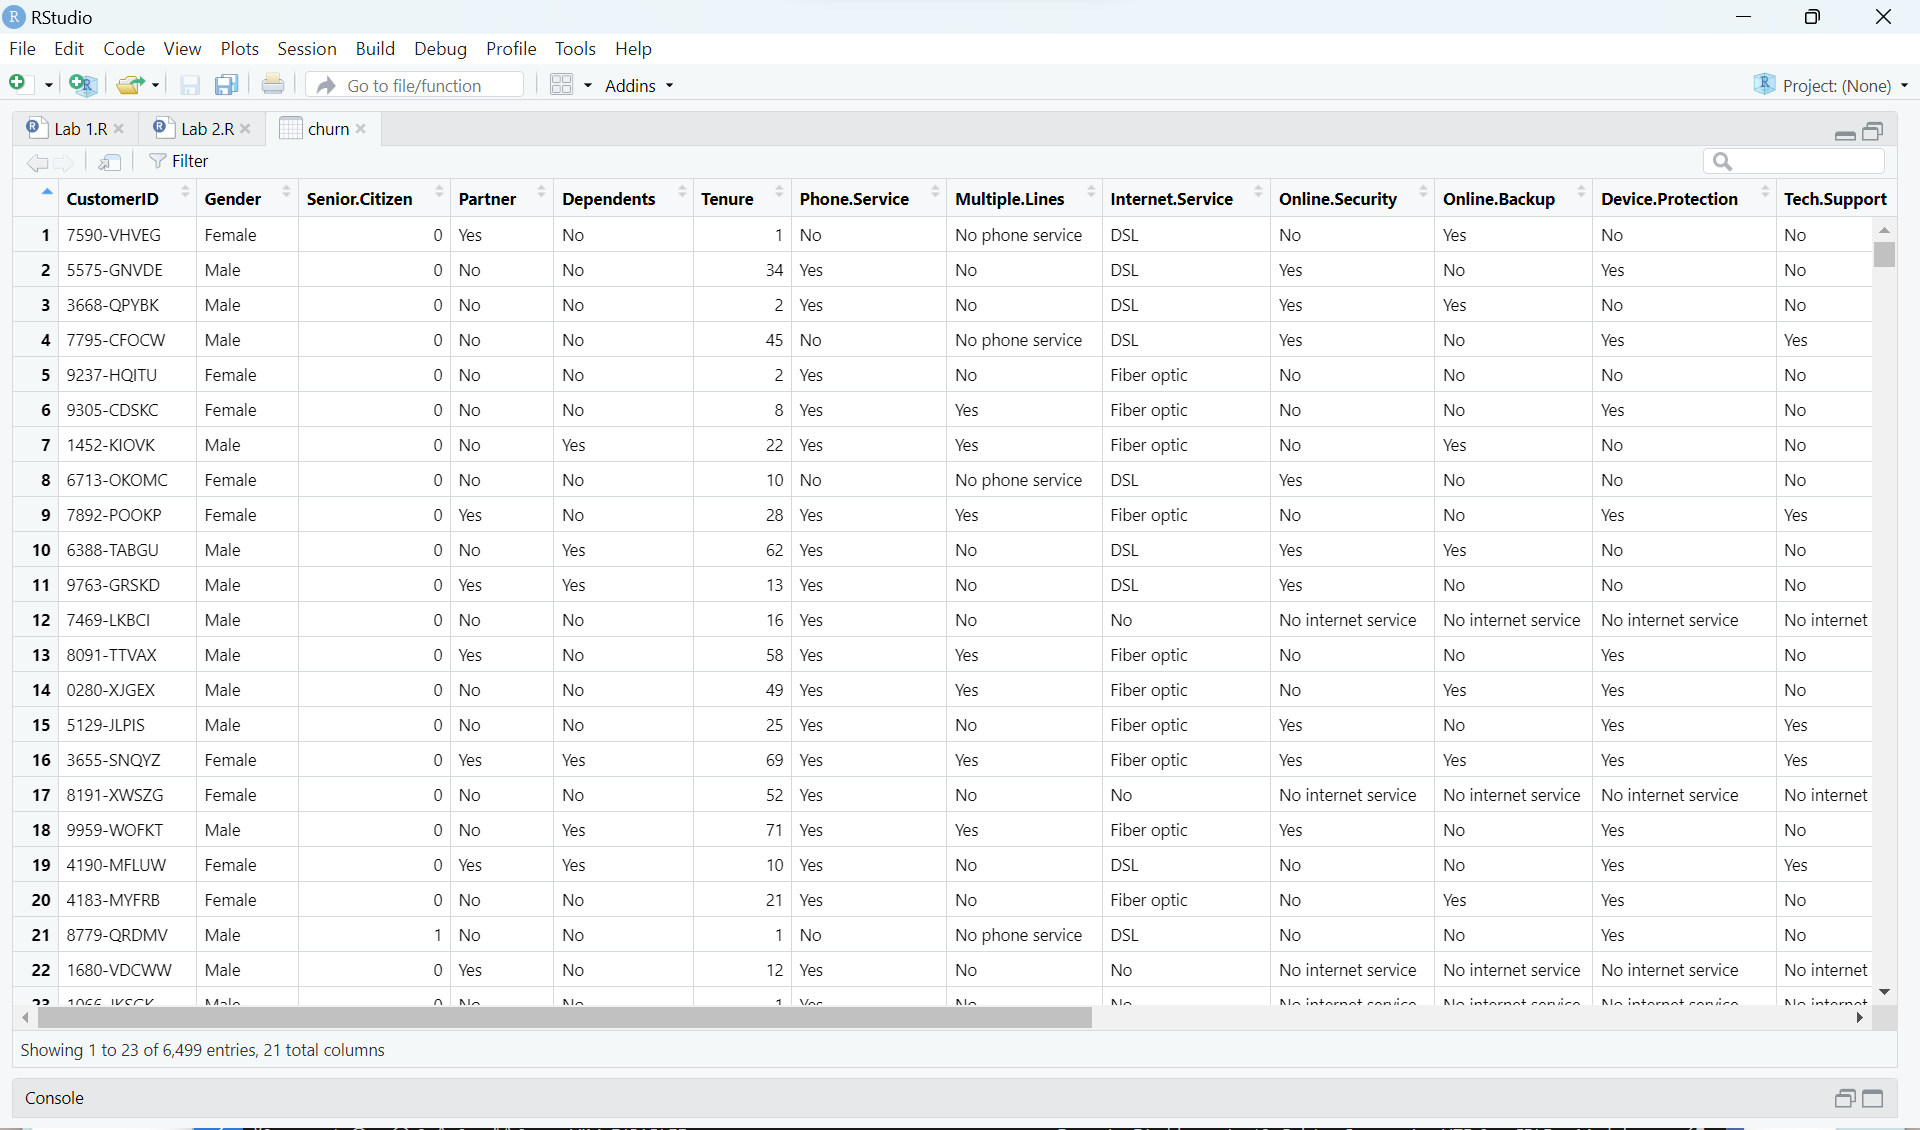 RStudio
File Edit Code View Plots Session Build Debug Profile Tools Help
Go to file/function Addins Project: (None)
Lab 1.R Lab 2.R churn
Filter
CustomerID Gender Senior.Citizen Partner Dependents Tenure Phone.Service Multiple.Lines Internet.Service Online.Security Online.Backup Device.Protection Tech.Support
1 7590-VHVEG Female 0 Yes No 1 No No phone service DSL No Yes No No
2 5575-GNVDE Male 0 No No 34 Yes No DSL Yes No Yes No
3 3668-QPYBK Male 0 No No 2 Yes No DSL Yes Yes No No
4 7795-CFOCW Male 0 No No 45 No No phone service DSL Yes No Yes Yes
5 9237-HQITU Female 0 No No 2 Yes No Fiber optic No No No No
6 9305-CDSKC Female 0 No No 8 Yes Yes Fiber optic No No Yes No
7 1452-KIOVK Male 0 No Yes 22 Yes Yes Fiber optic No Yes No No
8 6713-OKOMC Female 0 No No 10 No No phone service DSL Yes No No No
9 7892-POOKP Female 0 Yes No 28 Yes Yes Fiber optic No No Yes Yes
10 6388-TABGU Male 0 No Yes 62 Yes No DSL Yes Yes No No
11 9763-GRSKD Male 0 Yes Yes 13 Yes No DSL Yes No No No
12 7469-LKBCI Male 0 No No 16 Yes No No No internet service No internet service No internet service No internet
13 8091-TTVAX Male 0 Yes No 58 Yes Yes Fiber optic No No Yes No
14 0280-XJGEX Male 0 No No 49 Yes Yes Fiber optic No Yes Yes No
15 5129-JLPIS Male 0 No No 25 Yes No Fiber optic Yes No Yes Yes
16 3655-SNQYZ Female 0 Yes Yes 69 Yes Yes Fiber optic Yes Yes Yes Yes
17 8191-XWSZG Female 0 No No 52 Yes No No No internet service No internet service No internet service No internet
18 9959-WOFKT Male 0 No Yes 71 Yes Yes Fiber optic Yes No Yes No
19 4190-MFLUW Female 0 Yes Yes 10 Yes No DSL No No Yes Yes
20 4183-MYFRB Female 0 No No 21 Yes No Fiber optic No Yes Yes No
21 8779-QRDMV Male 1 No No 1 No No phone service DSL No No Yes No
22 1680-VDCWW Male 0 Yes No 12 Yes No No No internet service No internet service No internet service No internet
23 1066-JKSGK Male 0 No No 1 Yes No No No internet service No internet service No internet service No internet
Showing 1 to 23 of 6,499 entries, 21 total columns
Console